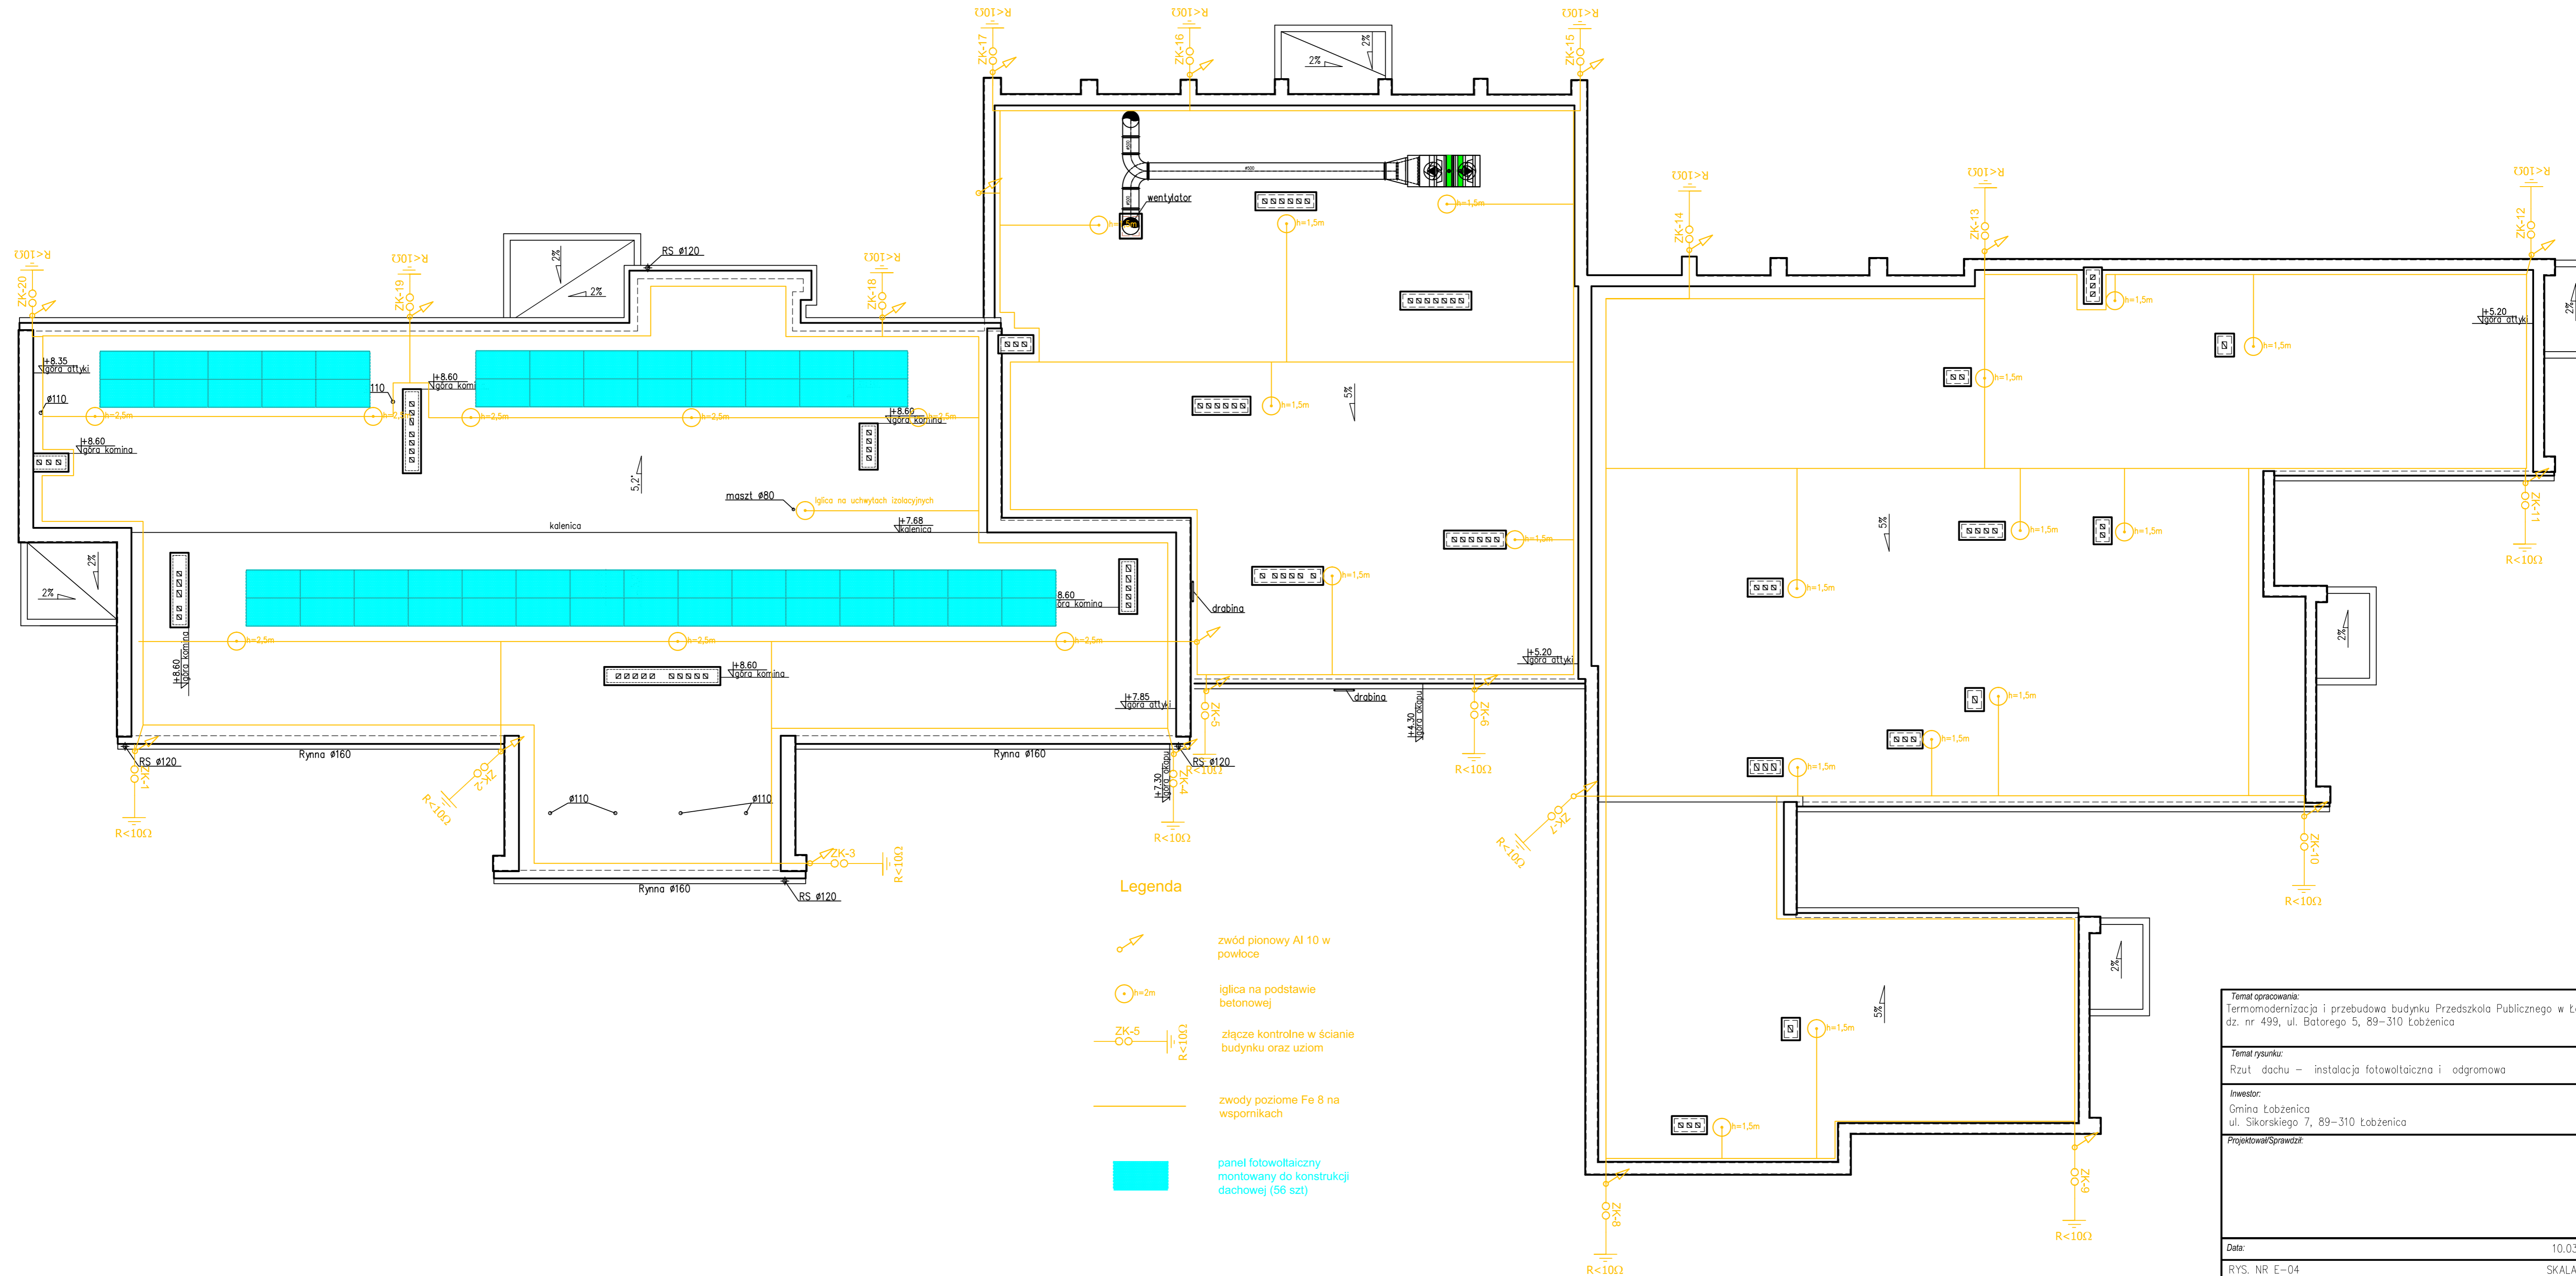 R<10Ω
ZK-17
R<10Ω
ZK-16
R<10Ω
ZK-15
2%
2%
ø500
ø500
ø500
wentylator
h=1,5m
h=1,5m
R<10Ω
ZK-14
R<10Ω
ZK-13
R<10Ω
ZK-12
R<10Ω
ZK-20
R<10Ω
ZK-19
R<10Ω
ZK-18
2%
2%
RS ø120
+8.35
góra attyki
ø110
110
+8.60
góra komi
+8.60
góra komina
+8.60
góra komina
h=2,5m
h=2,5m
h=2,5m
h=2,5m
5,2°
maszt ø80
Iglica na uchwytach izolacyjnych
kalenica
+7.68
kalenica
2%
2%
h=1,5m
5%
h=1,5m
h=1,5m
drabina
8.60
óra komina
h=2,5m
h=2,5m
h=2,5m
+8.60
góra komina
+8.60
góra komina
+7.85
góra attyki
+5.20
góra attyki
drabina
+4.30
góra okapu
ZK-5
R<10Ω
ZK-6
R<10Ω
RS ø120
ZK-1
R<10Ω
Rynna ø160
ZK-2
R<10Ω
Rynna ø160
+7.30
góra okapu
RS ø120
ZK-4
R<10Ω
ø110
ø110
ZK-3
R<10Ω
Rynna ø160
RS ø120
h=1,5m
h=1,5m
h=1,5m
+5.20
góra attyki
2%
5%
h=1,5m
h=1,5m
h=1,5m
ZK-11
R<10Ω
2%
h=1,5m
h=1,5m
h=1,5m
ZK-7
R<10Ω
ZK-10
R<10Ω
2%
5%
h=1,5m
h=1,5m
ZK-9
R<10Ω
ZK-8
R<10Ω
Legenda
zwód pionowy Al 10 w
powłoce
h=2m
iglica na podstawie
betonowej
ZK-5
R<10Ω
złącze kontrolne w ścianie
budynku oraz uziom
zwody poziome Fe 8 na
wspornikach
panel fotowoltaiczny
montowany do konstrukcji
dachowej (56 szt)
Temat opracowania:
Termomodernizacja i przebudowa budynku Przedszkola Publicznego w Ł
dz. nr 499, ul. Batorego 5, 89-310 Łobżenica
Temat rysunku:
Rzut dachu - instalacja fotowoltaiczna i odgromowa
Inwestor:
Gmina Łobżenica
ul. Sikorskiego 7, 89-310 Łobżenica
Projektował/Sprawdził:
Data: 10.03
RYS. NR E-04 SKALA